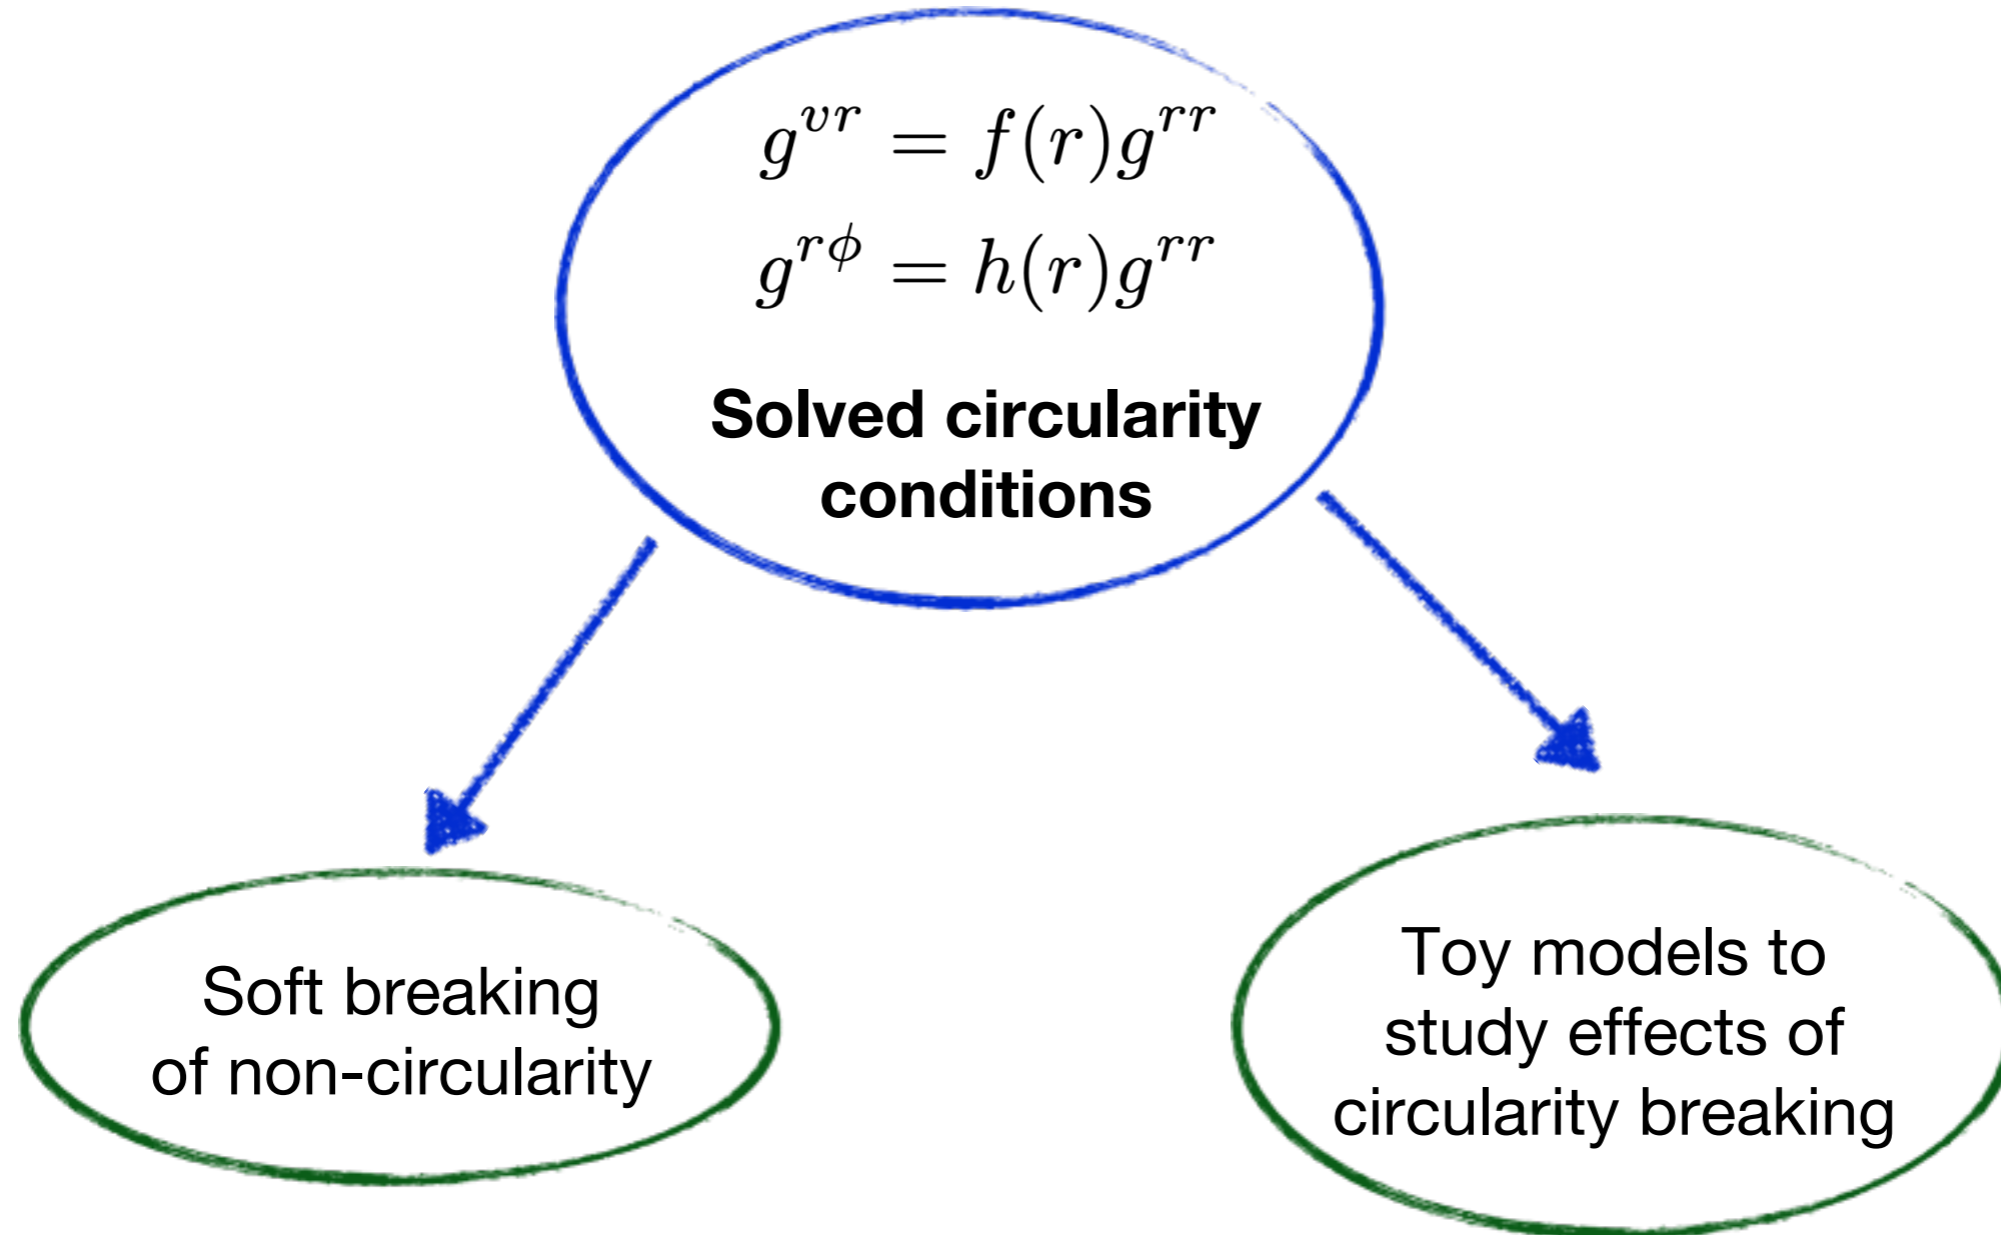 g^{vr} = f(r)g^{rr}
g^{rϕ} = h(r)g^{rr}
Solved circularity
conditions
Soft breaking
of non-circularity
Toy models to
study effects of
circularity breaking